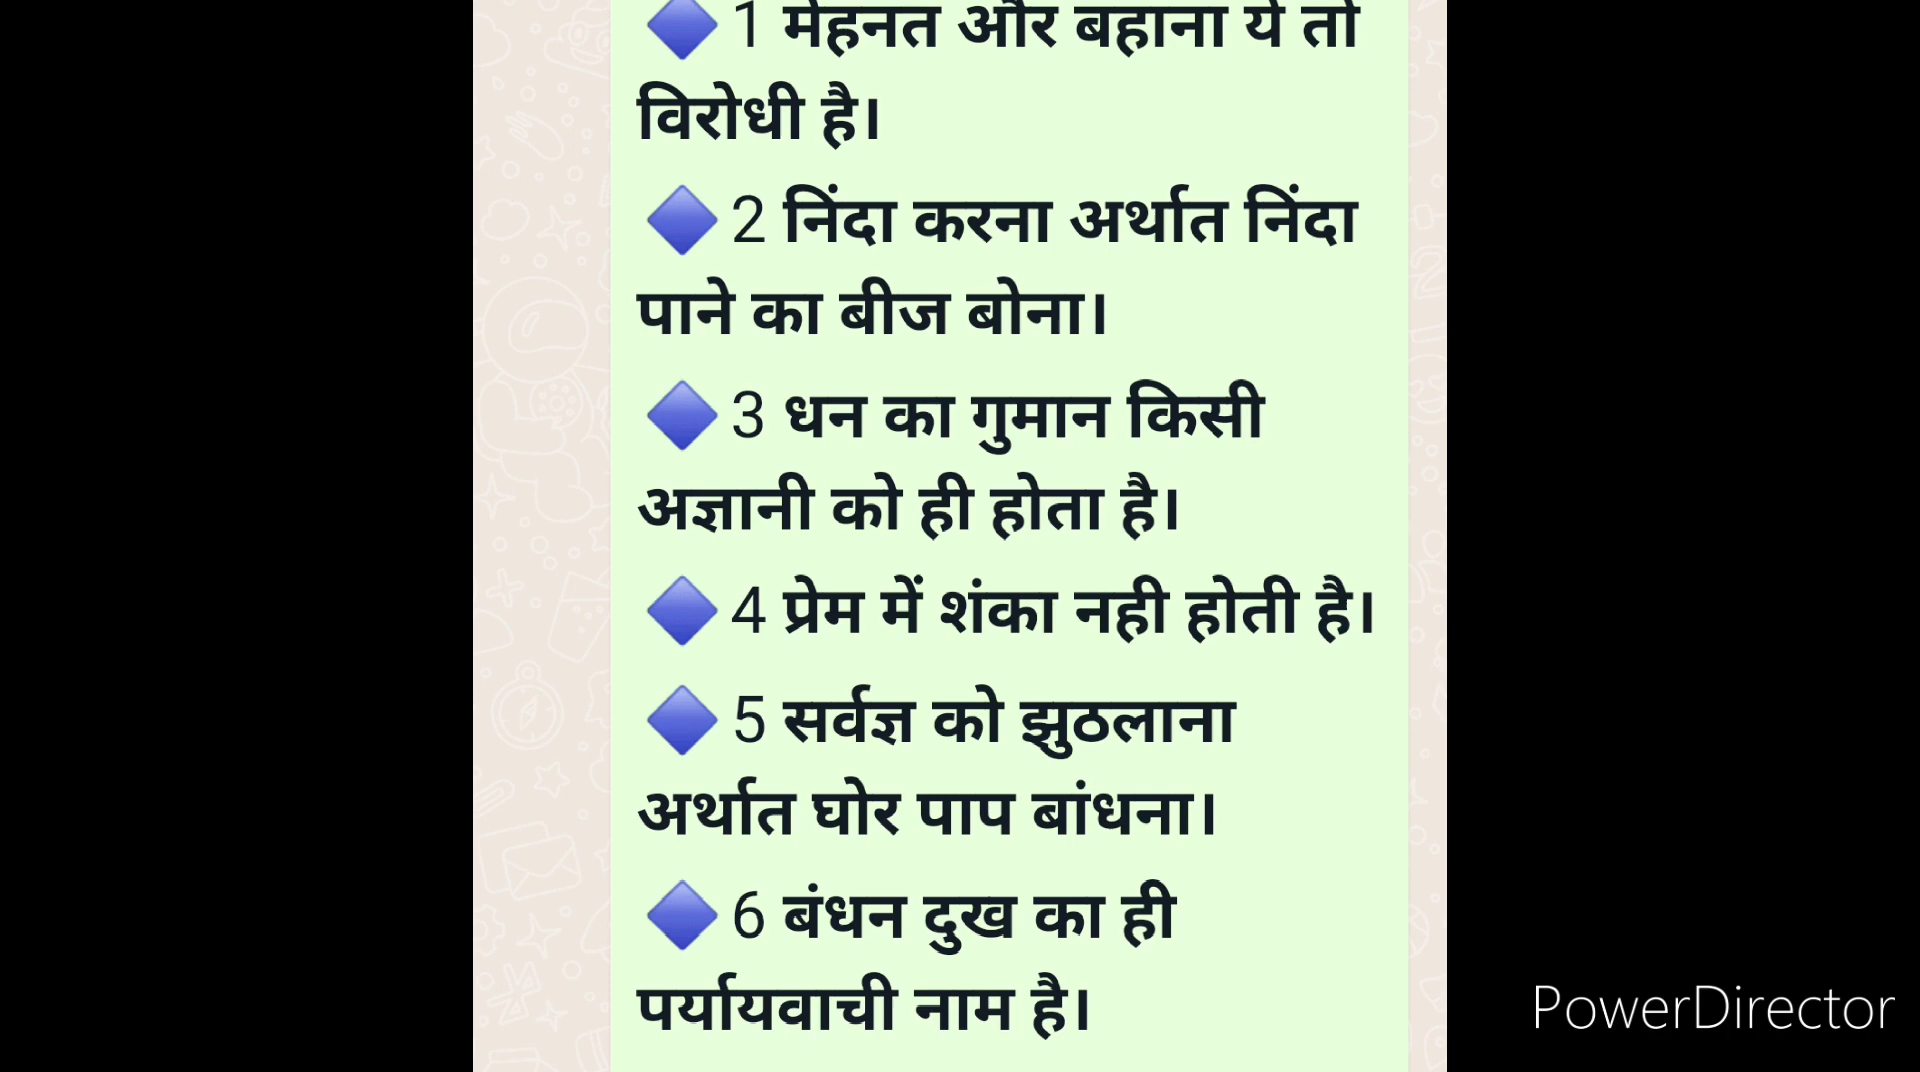 🔷 1 मेहनत और बहाना ये तो
विरोधी है।
🔷 2 निंदा करना अर्थात निंदा
पाने का बीज बोना।
🔷 3 धन का गुमान किसी
अज्ञानी को ही होता है।
🔷 4 प्रेम में शंका नही होती है।
🔷 5 सर्वज्ञ को झुठलाना
अर्थात घोर पाप बांधना।
🔷 6 बंधन दुख का ही
पर्यायवाची नाम है।
PowerDirector